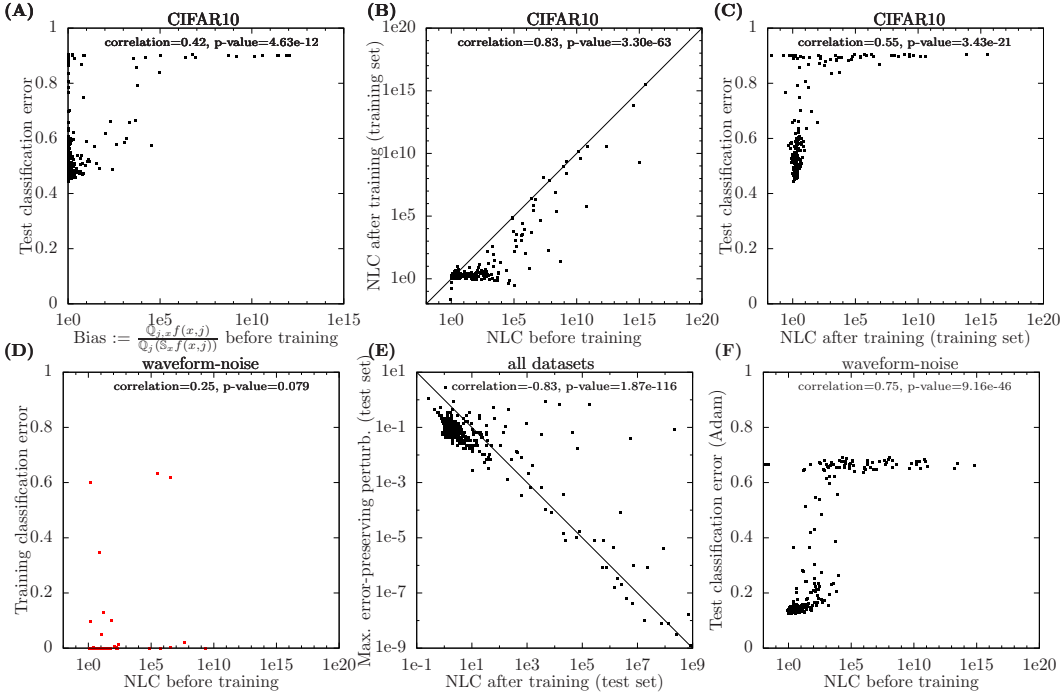 (A)
CIFAR10
correlation=0.42, p-value=4.63e-12
Test classification error
1
0.8
0.6
0.4
0.2
0
1e0
1e5
1e10
1e15
Bias := \frac{ℚ_{j,x} f(x,j)}{ℚ_j(𝕊_x f(x,j))} before training
(B)
CIFAR10
correlation=0.83, p-value=3.30e-63
NLC after training (training set)
1e20
1e15
1e10
1e5
1e0
1e0
1e5
1e10
1e15
1e20
NLC before training
(C)
CIFAR10
correlation=0.55, p-value=3.43e-21
Test classification error
1
0.8
0.6
0.4
0.2
0
1e0
1e5
1e10
1e15
1e20
NLC after training (training set)
(D)
waveform-noise
correlation=0.25, p-value=0.079
Training classification error
1
0.8
0.6
0.4
0.2
0
1e0
1e5
1e10
1e15
1e20
NLC before training
(E)
all datasets
correlation=-0.83, p-value=1.87e-116
Max. error-preserving perturb. (test set)
1e1
1e-1
1e-3
1e-5
1e-7
1e-9
1e-1
1e1
1e3
1e5
1e7
1e9
NLC after training (test set)
(F)
waveform-noise
correlation=0.75, p-value=9.16e-46
Test classification error (Adam)
1
0.8
0.6
0.4
0.2
0
1e0
1e5
1e10
1e15
1e20
NLC before training